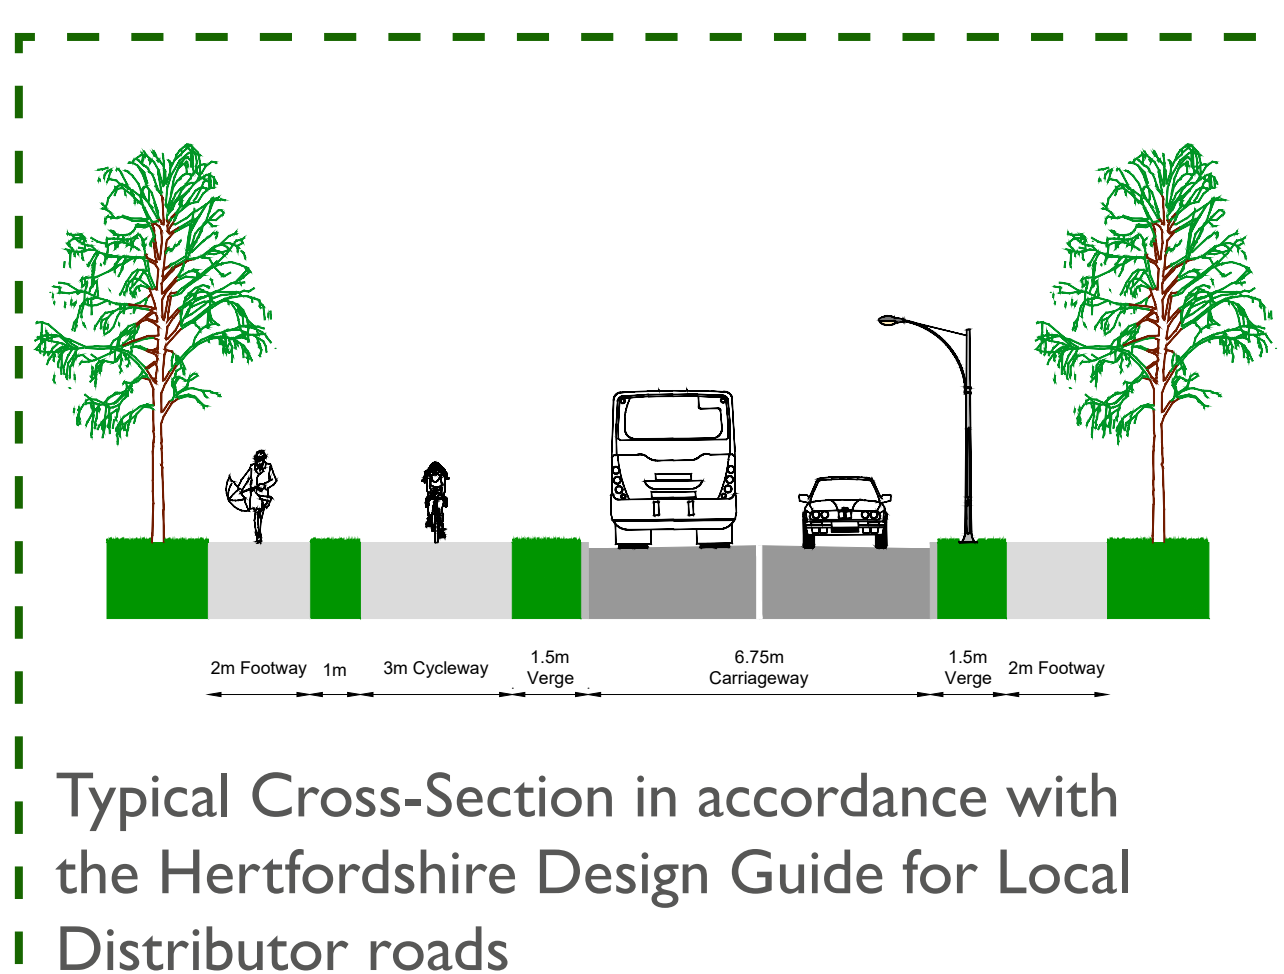 2m Footway
1m
3m Cycleway
1.5m
Verge
6.75m
Carriageway
1.5m
Verge
2m Footway
Typical Cross-Section in accordance with
the Hertfordshire Design Guide for Local
Distributor roads